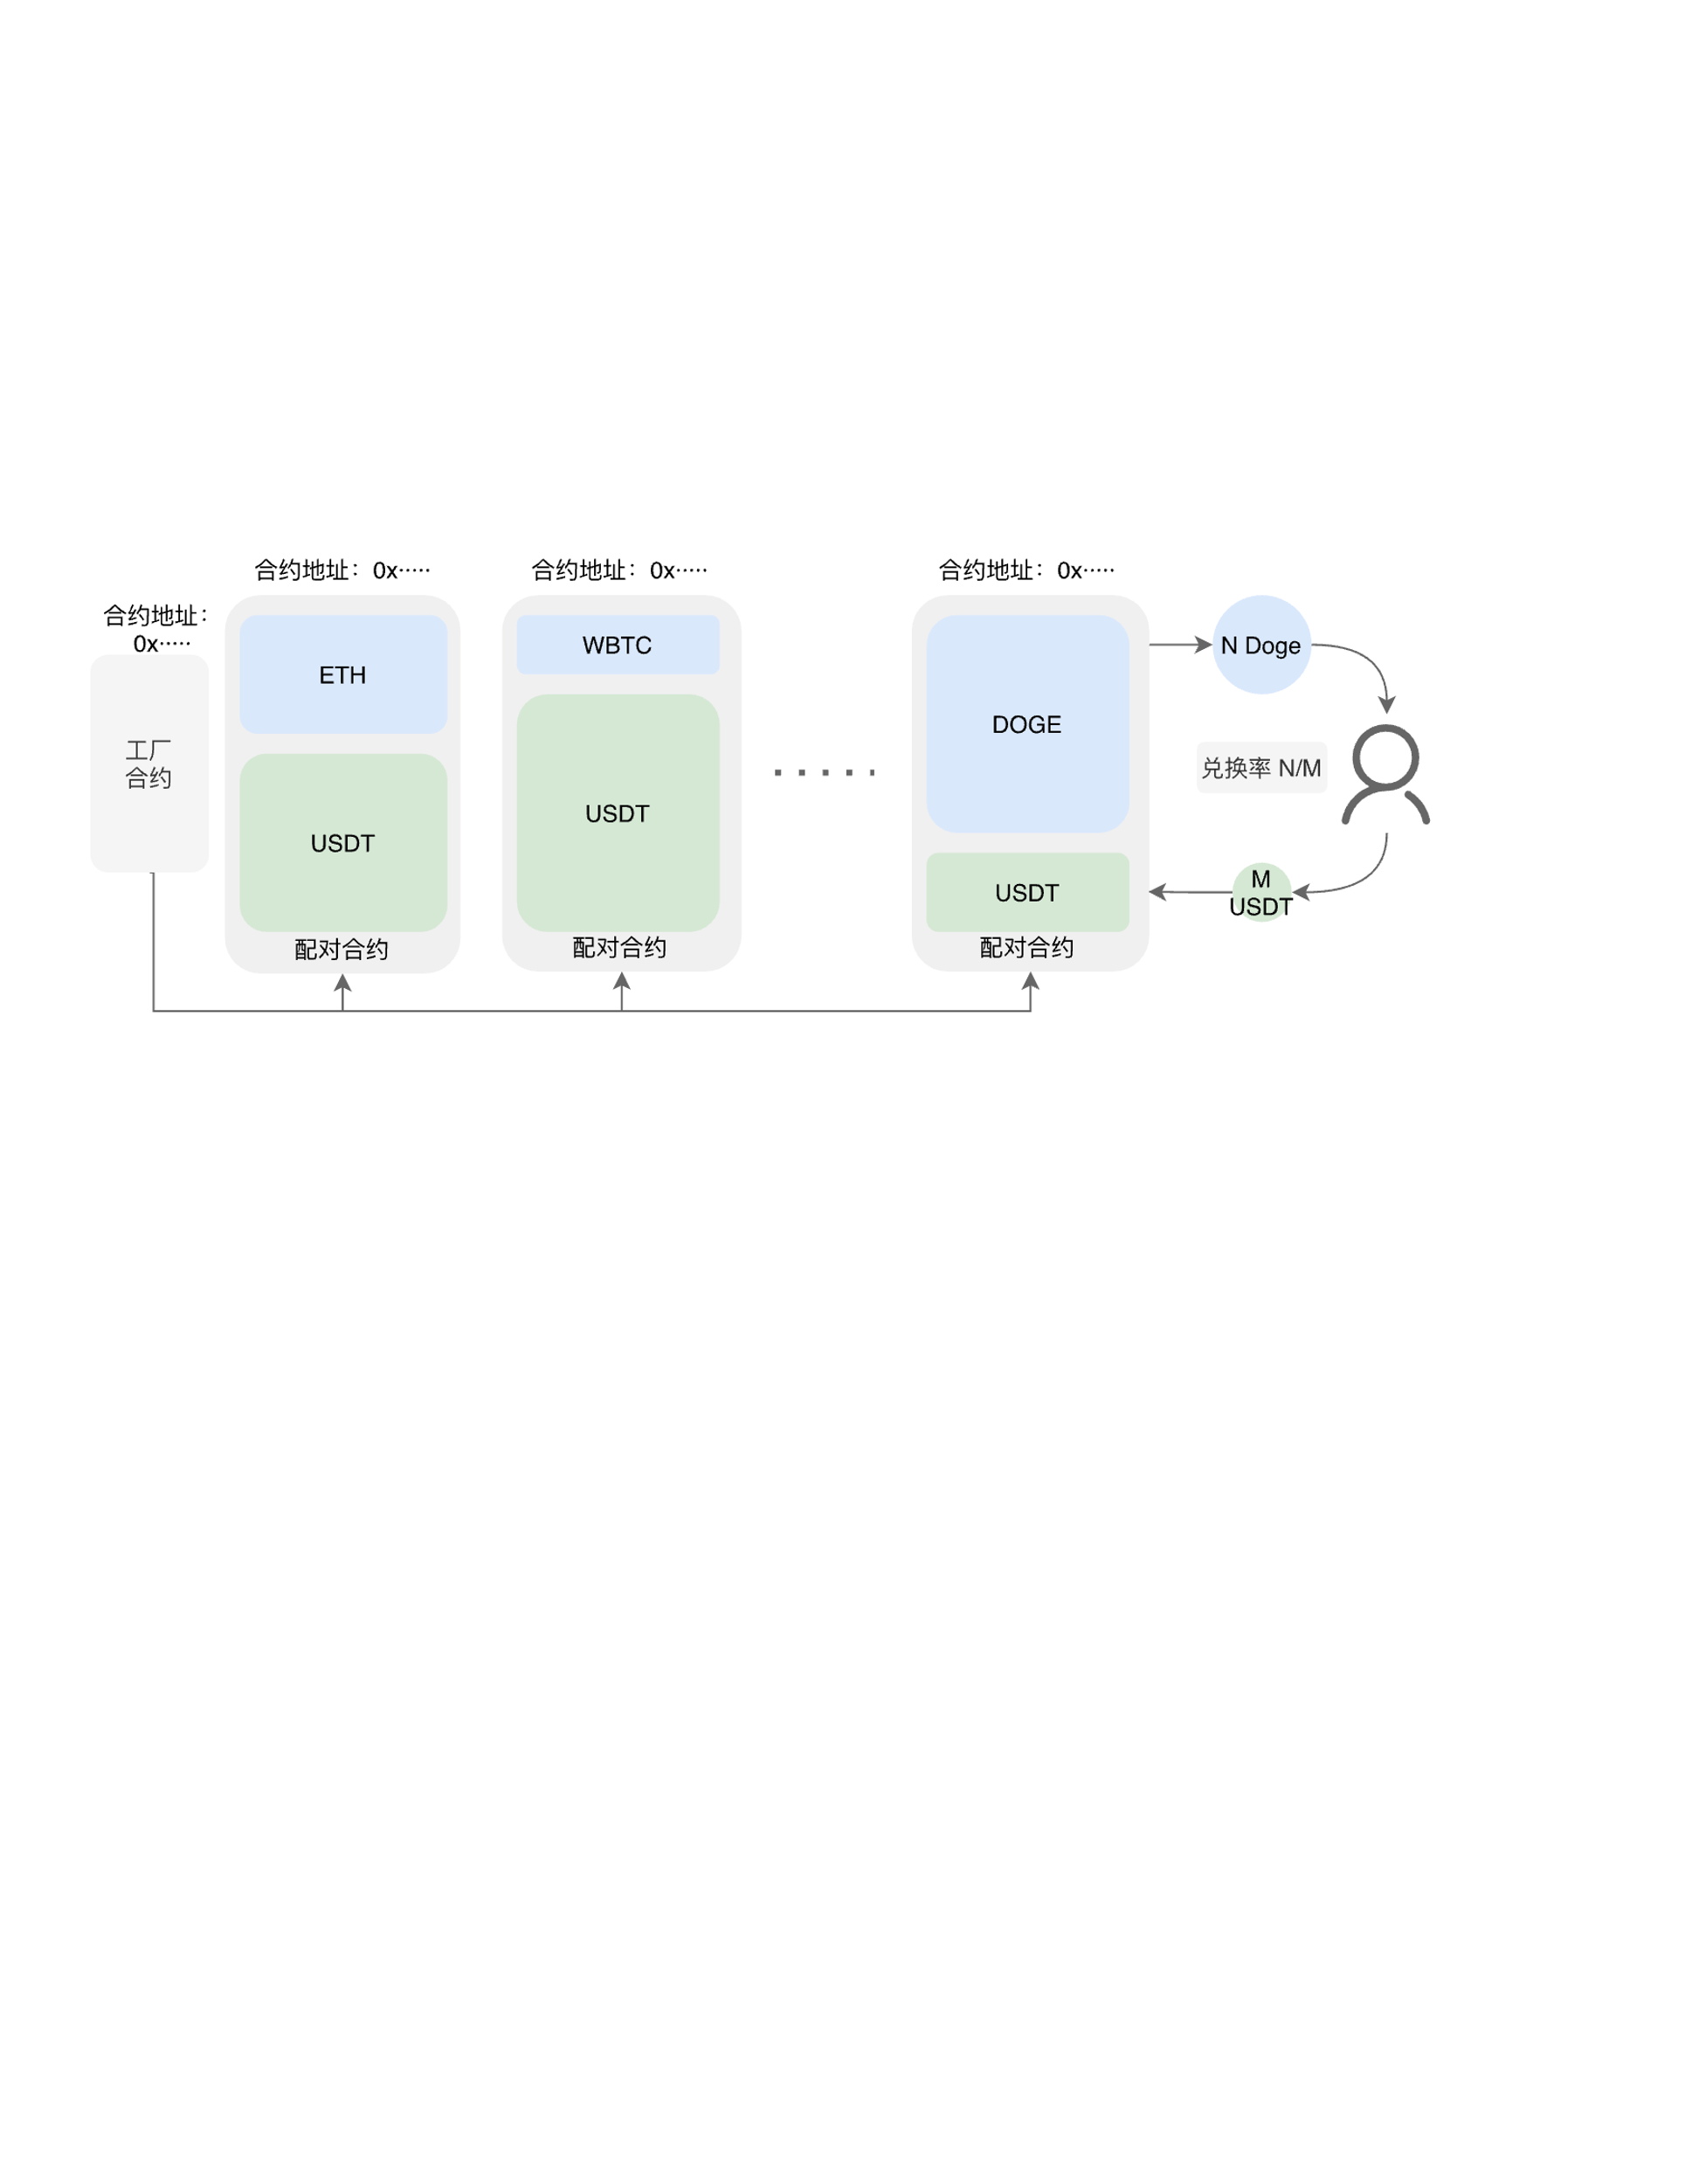 合约地址：
0x·····
工厂
合约
合约地址：0x·····
ETH
USDT
配对合约
合约地址：0x·····
WBTC
USDT
配对合约
合约地址：0x·····
DOGE
USDT
配对合约
N Doge
兑换率 N/M
M
USDT